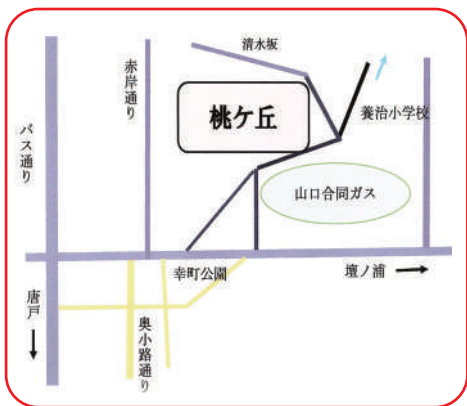 清水坂
赤岸通り
バス通り
桃ケ丘
養治小学校
山口合同ガス
幸町公園
壇ノ浦
唐戸
奥小路通り